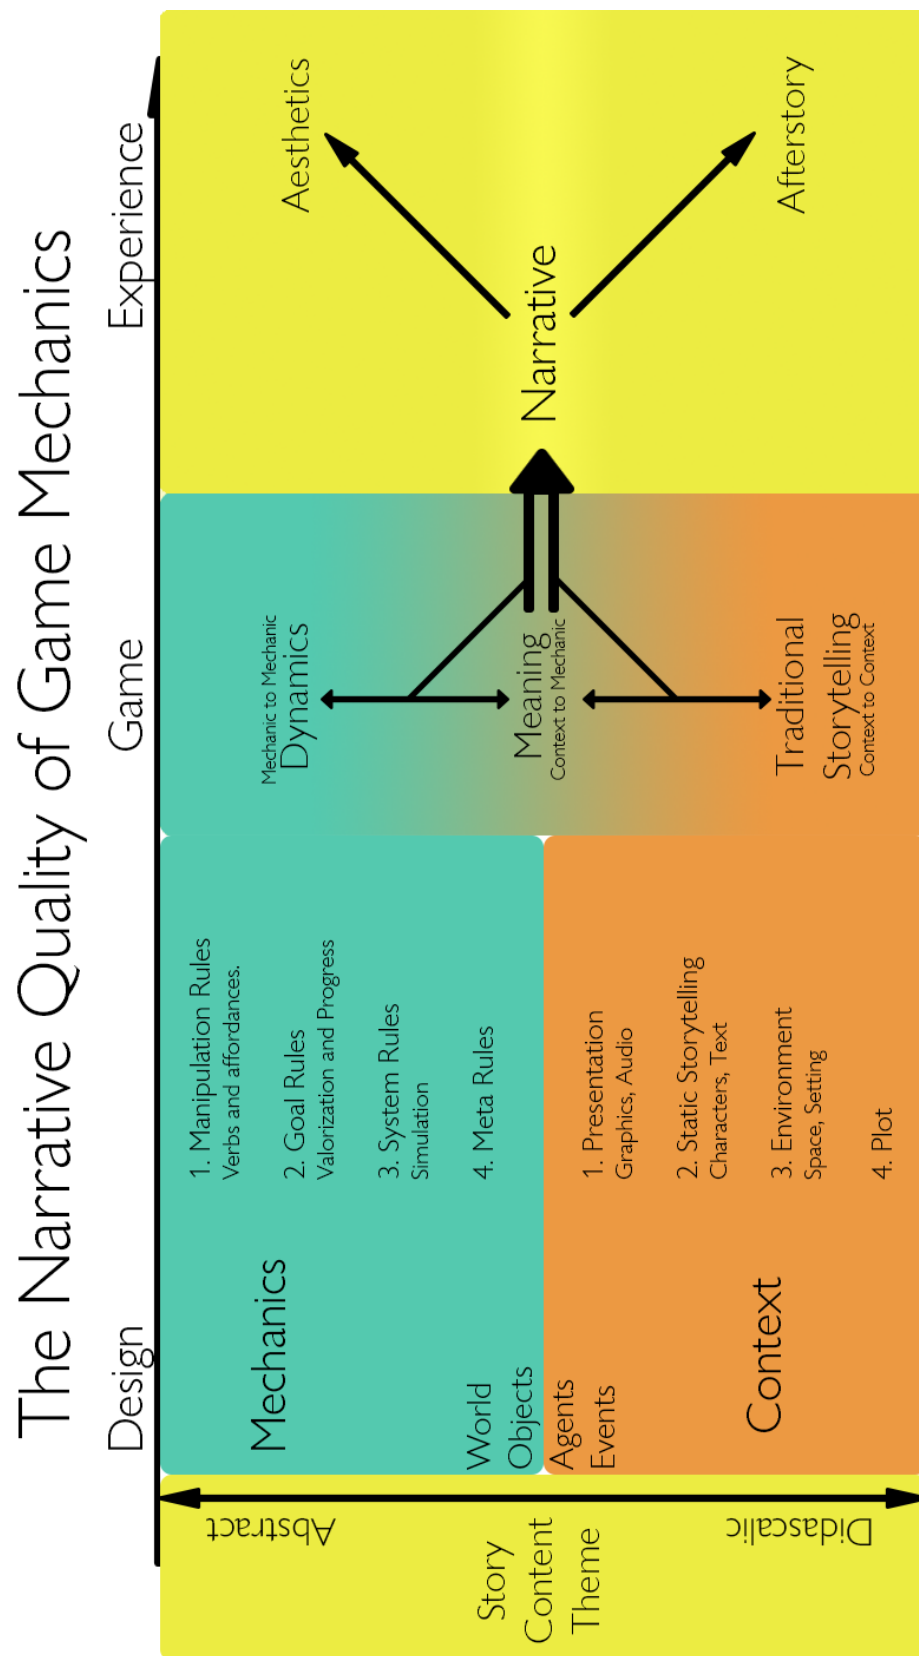 The Narrative Quality of Game Mechanics
Design
Game
Experience
Story
Content
Theme
Abstract
Didascalic
Mechanics
World
Objects
Agents
Events
Context
1. Manipulation Rules
Verbs and affordances.
2. Goal Rules
Valorization and Progress
3. System Rules
Simulation
4. Meta Rules
1. Presentation
Graphics, Audio
2. Static Storytelling
Characters, Text
3. Environment
Space, Setting
4. Plot
Mechanic to Mechanic
Dynamics
Meaning
Context to Mechanic
Traditional
Storytelling
Context to Context
Narrative
Aesthetics
Afterstory